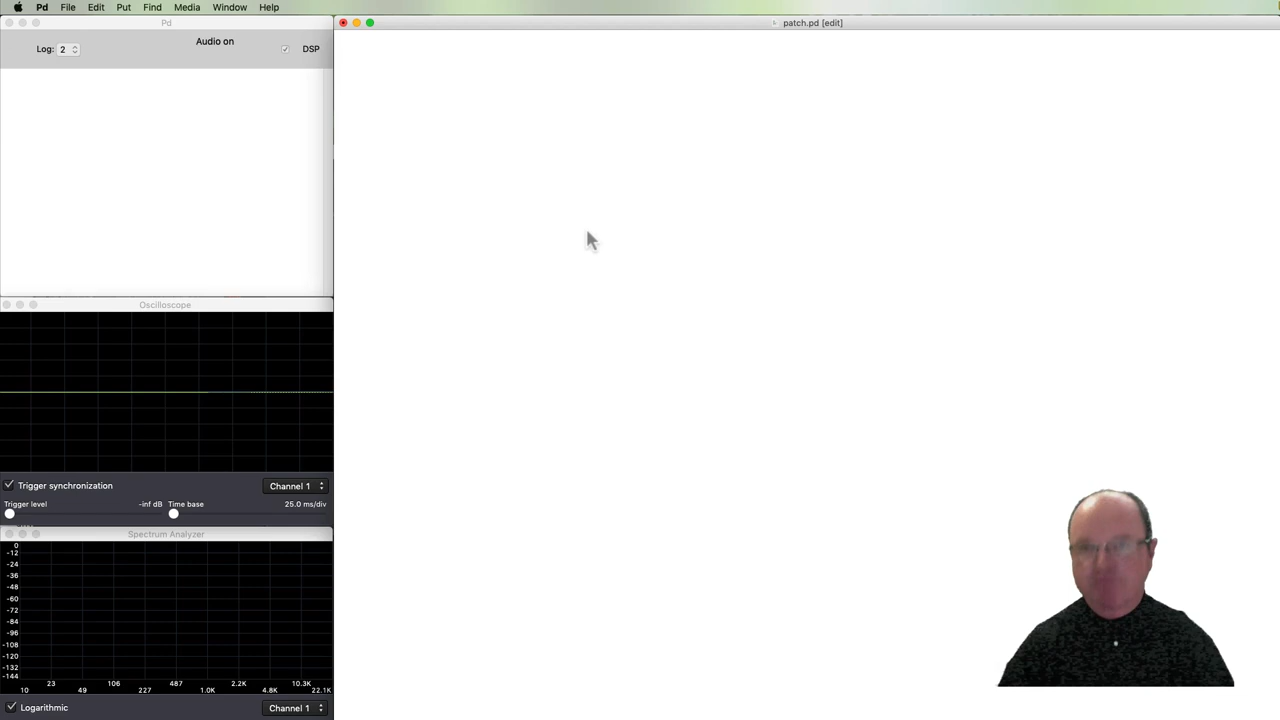 Pd File Edit Put Find Media Window Help
Pd
patch.pd [edit]
Log: 2
Audio on
DSP
Oscilloscope
Trigger synchronization
Channel 1
Trigger level -inf dB
Time base 25.0 ms/div
Spectrum Analyzer
0
-12
-24
-36
-48
-60
-72
-84
-96
-108
-120
-132
-144
23 106 487 2.2K 10.3K
10 49 227 1.0K 4.8K 22.1K
Logarithmic
Channel 1